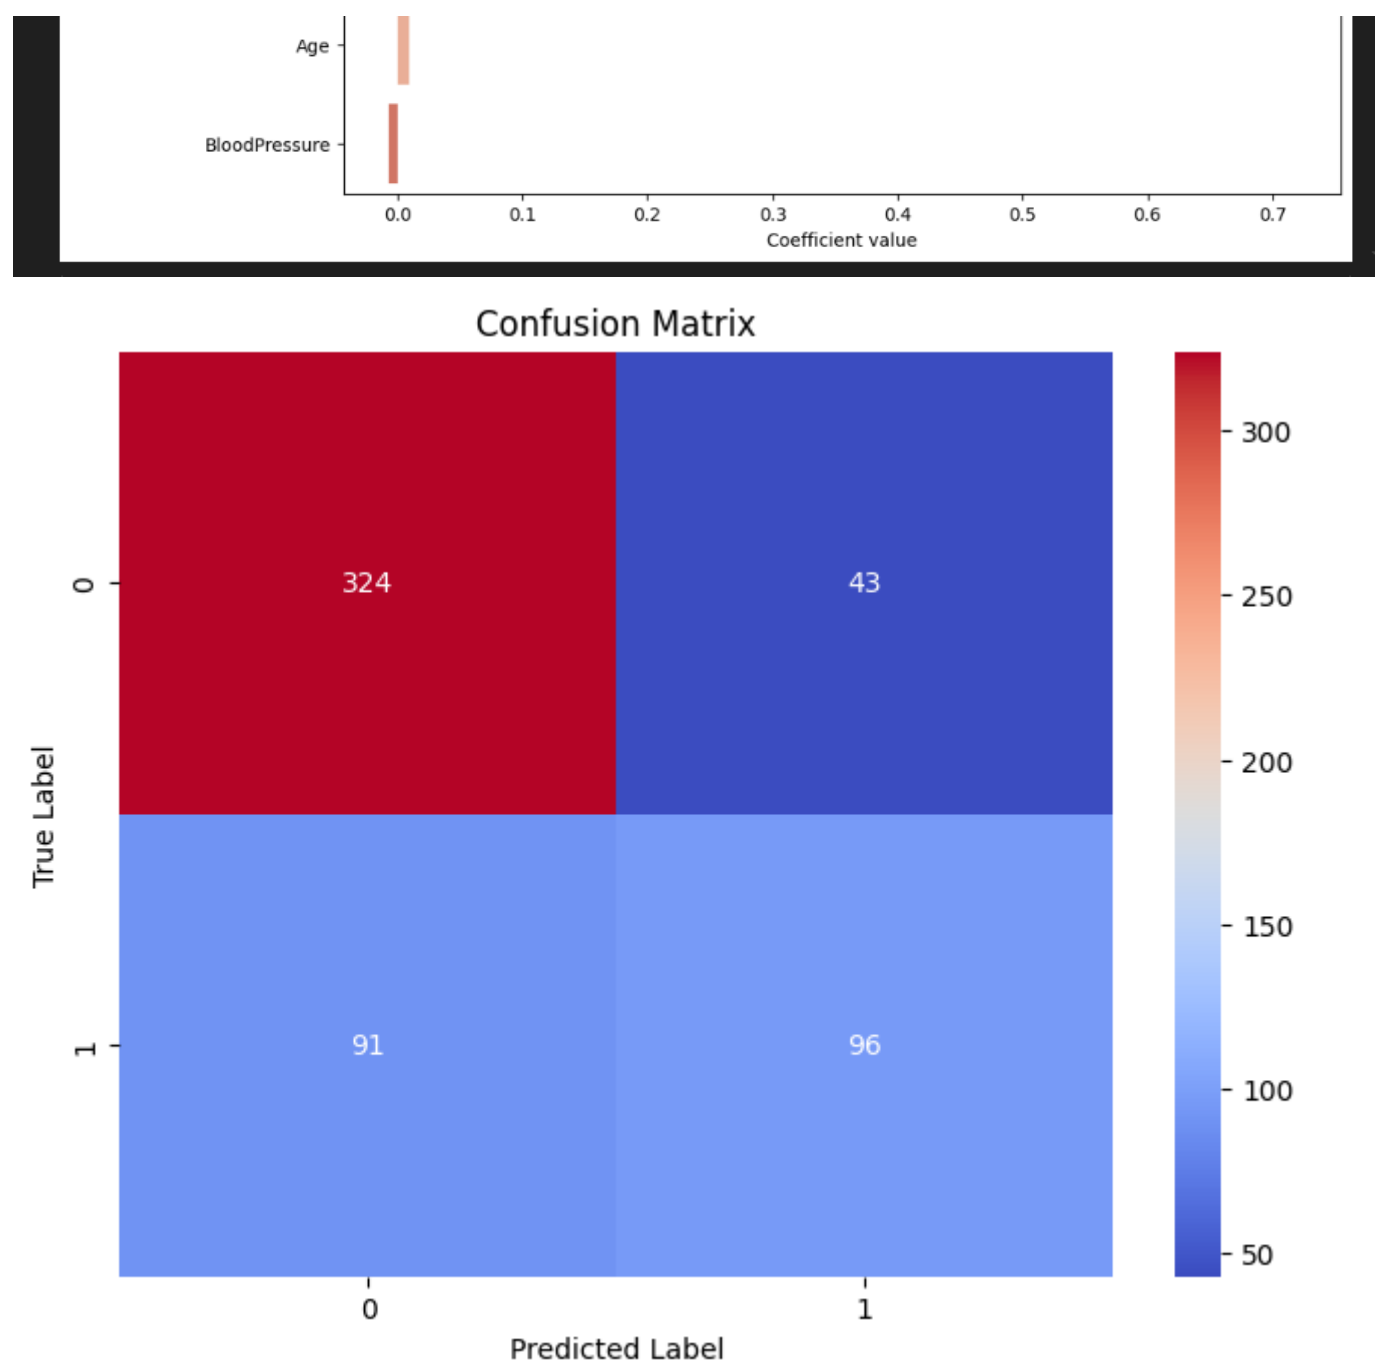 Age
BloodPressure
0.0 0.1 0.2 0.3 0.4 0.5 0.6 0.7
Coefficient value
Confusion Matrix
324 43
91 96
0
1
True Label
0 1
Predicted Label
300
250
200
150
100
50